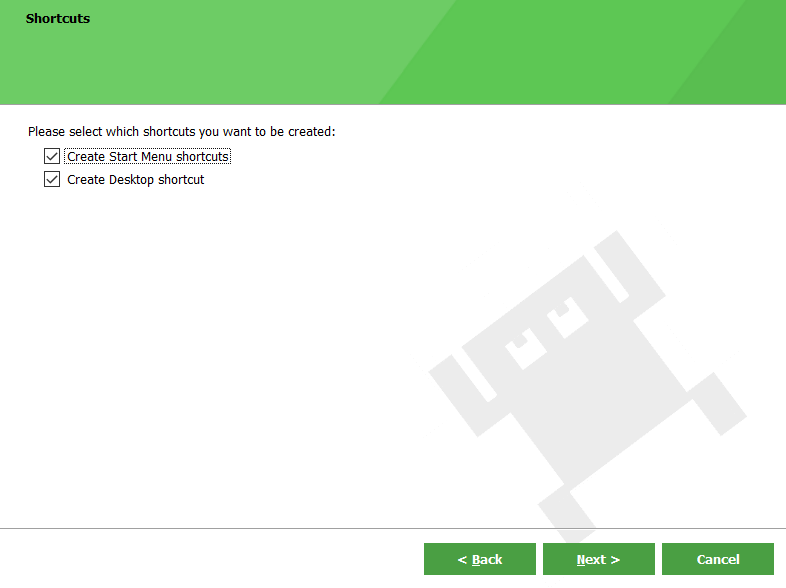 Shortcuts
Please select which shortcuts you want to be created:
Create Start Menu shortcuts
Create Desktop shortcut
< Back
Next >
Cancel